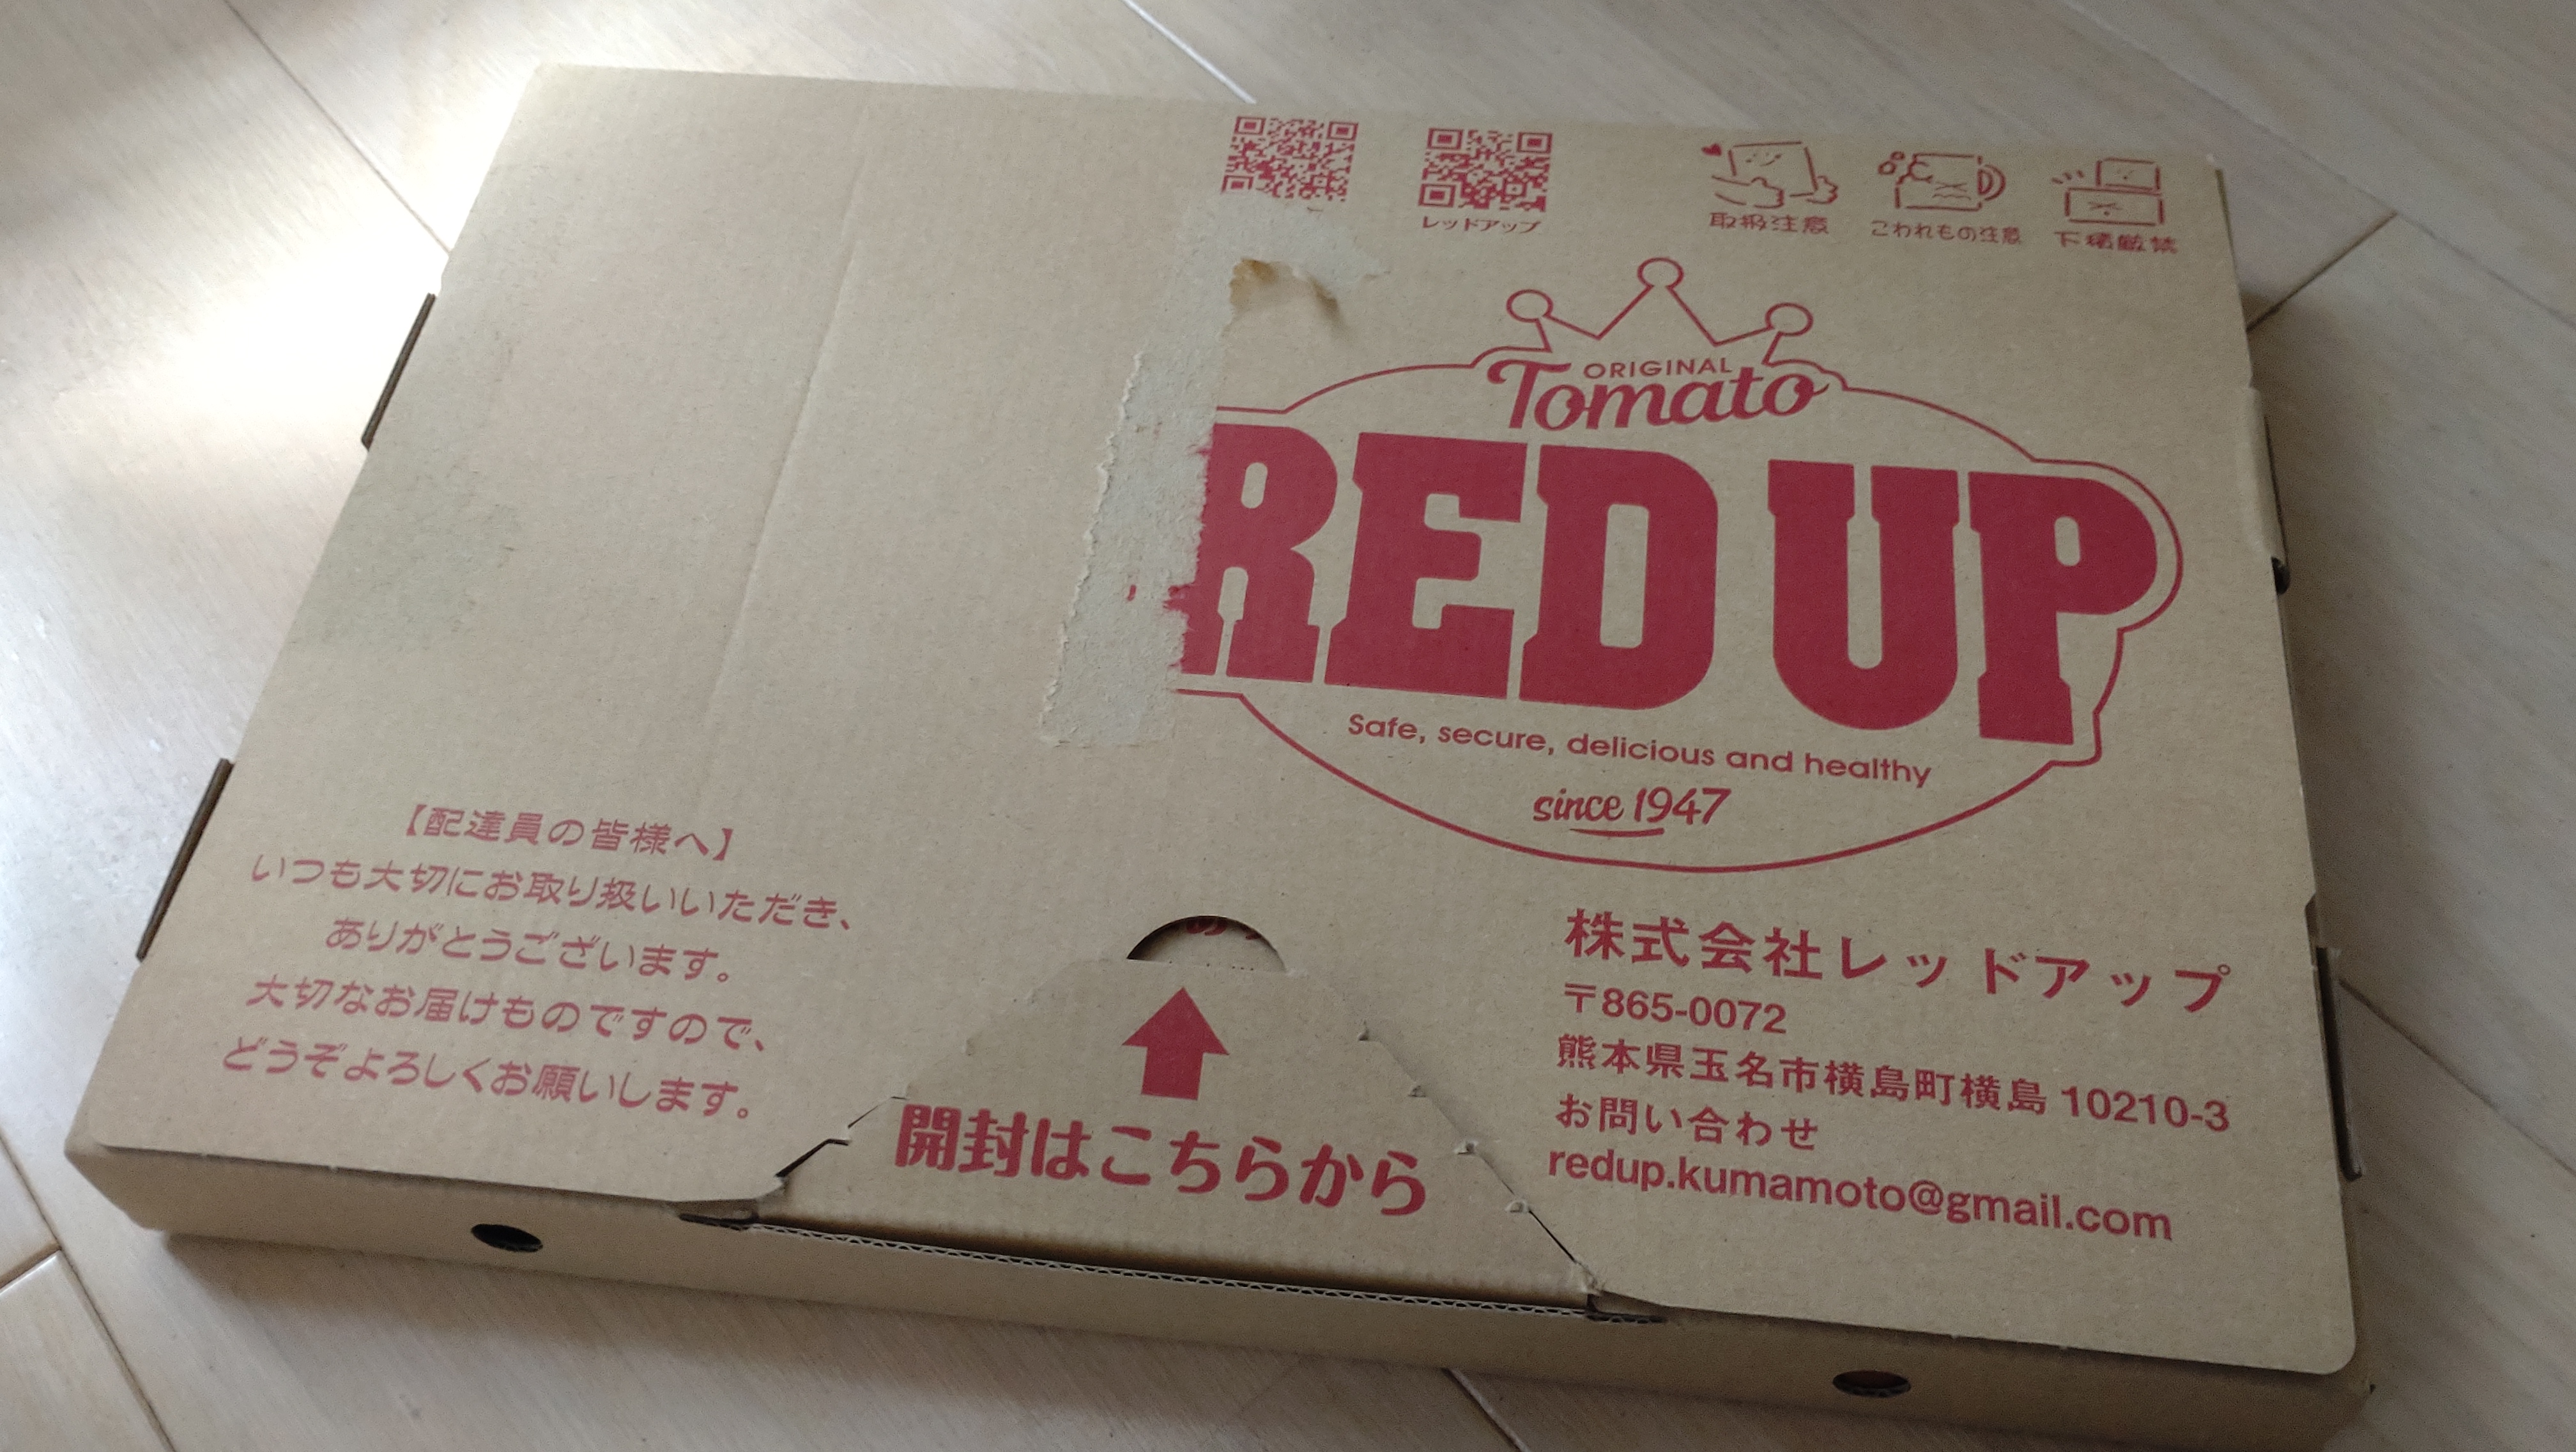 レッドアップ
取扱注意
こわれもの注意
下積厳禁
ORIGINAL
Tomato
RED UP
Safe, secure, delicious and healthy
since 1947
【配達員の皆様へ】
いつも大切にお取り扱いいただき、
ありがとうございます。
大切なお届けものですので、
どうぞよろしくお願いします。
開封はこちらから
株式会社レッドアップ
〒865-0072
熊本県玉名市横島町横島 10210-3
お問い合わせ
redup.kumamoto@gmail.com